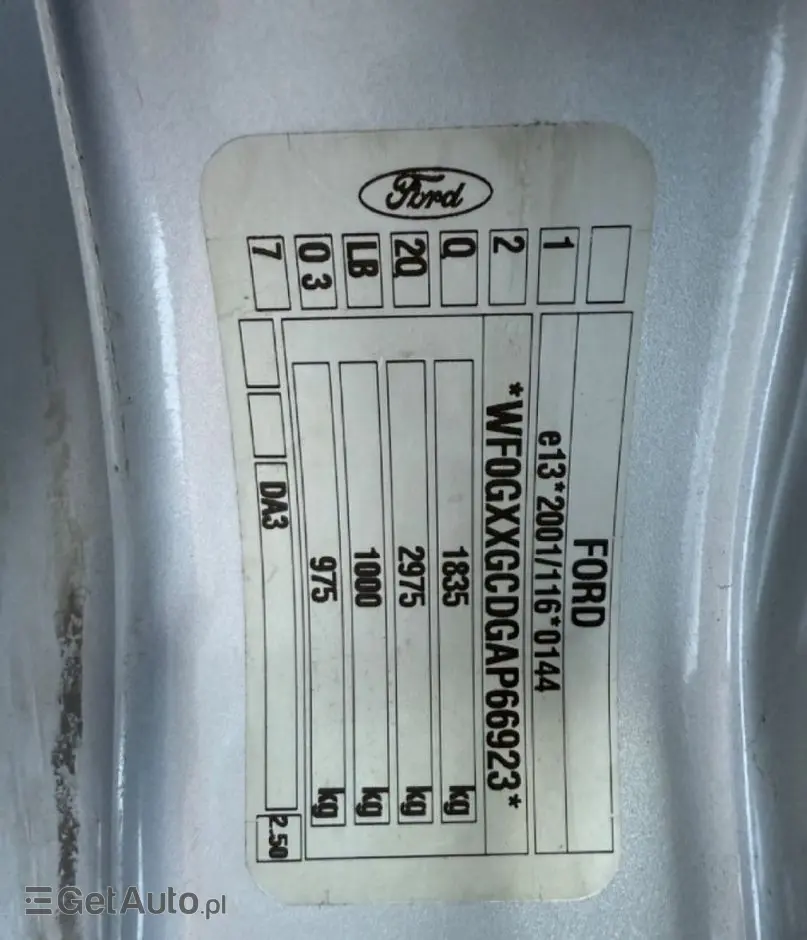 Ford
FORD
e13*2001/116*0144
*WF0GXXGCDGAP66923*
1835 kg
2975 kg
1000 kg
975 kg
DA3 2.50
1
2
Q
2Q
LB
0 3
7
GetAuto.pl